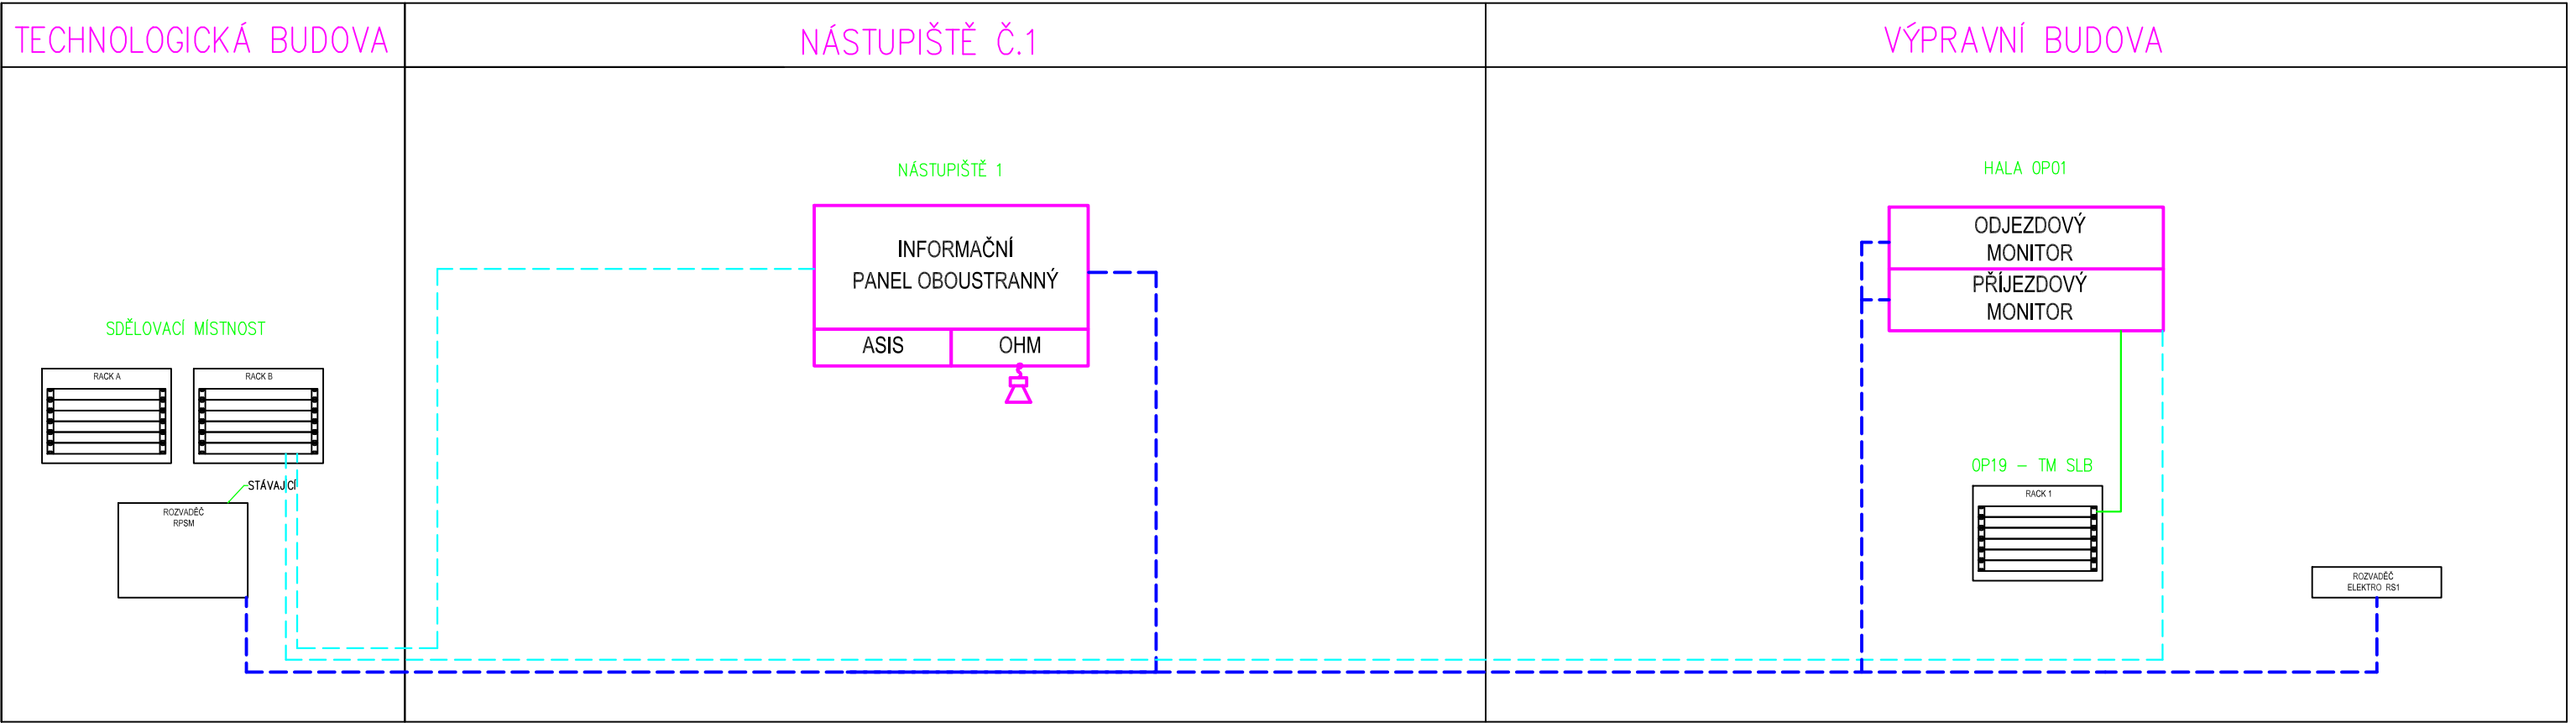 TECHNOLOGICKÁ BUDOVA
NÁSTUPIŠTĚ Č.1
VÝPRAVNÍ BUDOVA
SDĚLOVACÍ MÍSTNOST
RACK A
RACK B
STÁVAJÍCÍ
ROZVADĚČ
RPSM
NÁSTUPIŠTĚ 1
INFORMAČNÍ
PANEL OBOUSTRANNÝ
ASIS
OHM
HALA OP01
ODJEZDOVÝ
MONITOR
PŘÍJEZDOVÝ
MONITOR
OP19 - TM SLB
RACK 1
ROZVADĚČ
ELEKTRO RS1